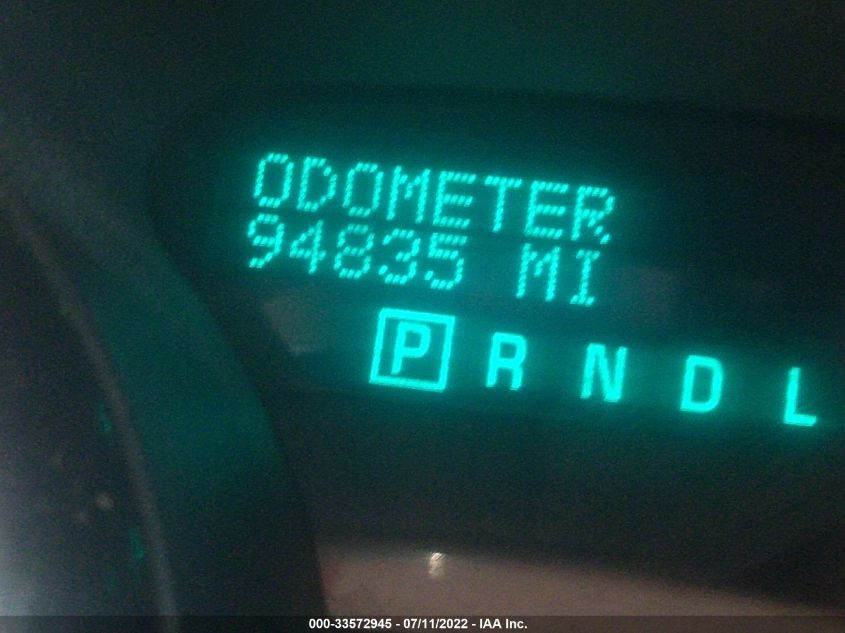 ODOMETER
94835 MI
P R N D L
000-33572945 - 07/11/2022 - IAA Inc.